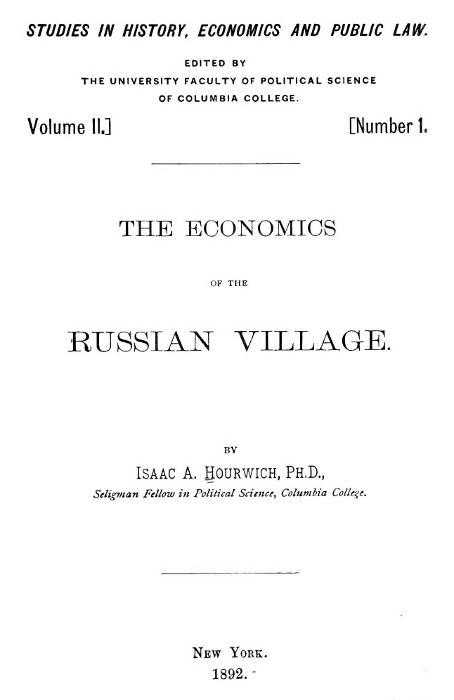 STUDIES IN HISTORY, ECONOMICS AND PUBLIC LAW.
EDITED BY
THE UNIVERSITY FACULTY OF POLITICAL SCIENCE
OF COLUMBIA COLLEGE.
Volume II.] [Number 1.
THE ECONOMICS
OF THE
RUSSIAN VILLAGE.
BY
ISAAC A. HOURWICH, PH.D.,
Seligman Fellow in Political Science, Columbia College.
NEW YORK.
1892.